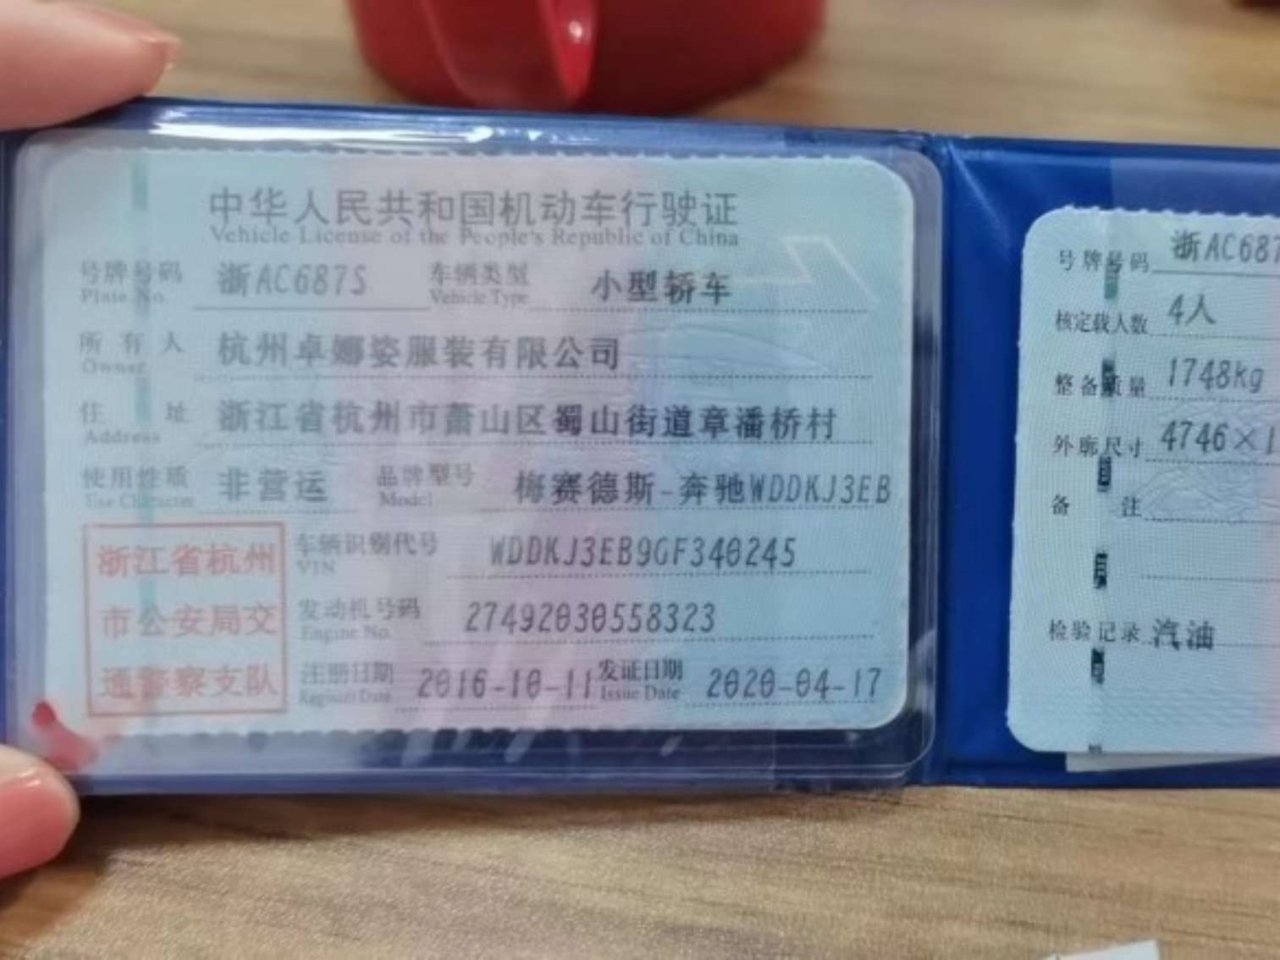 中华人民共和国机动车行驶证
Vehicle License of the People's Republic of China
号牌号码 浙AC687S 车辆类型 小型轿车
Plate No. Vehicle Type
所有人 杭州卓娜姿服装有限公司
Owner
住址 浙江省杭州市萧山区蜀山街道章潘桥村
Address
使用性质 非营运 品牌型号 梅赛德斯-奔驰WDDKJ3EB
Use Character Model
浙江省杭州
市公安局交
通警察支队
车辆识别代号 WDDKJ3EB9GF340245
VIN
发动机号码 27492030558323
Engine No.
注册日期 2016-10-11 发证日期 2020-04-17
Register Date Issue Date
号牌号码 浙AC687
核定载人数 4人
整备质量 1748kg
外廓尺寸 4746×1
备注
检验记录 汽油